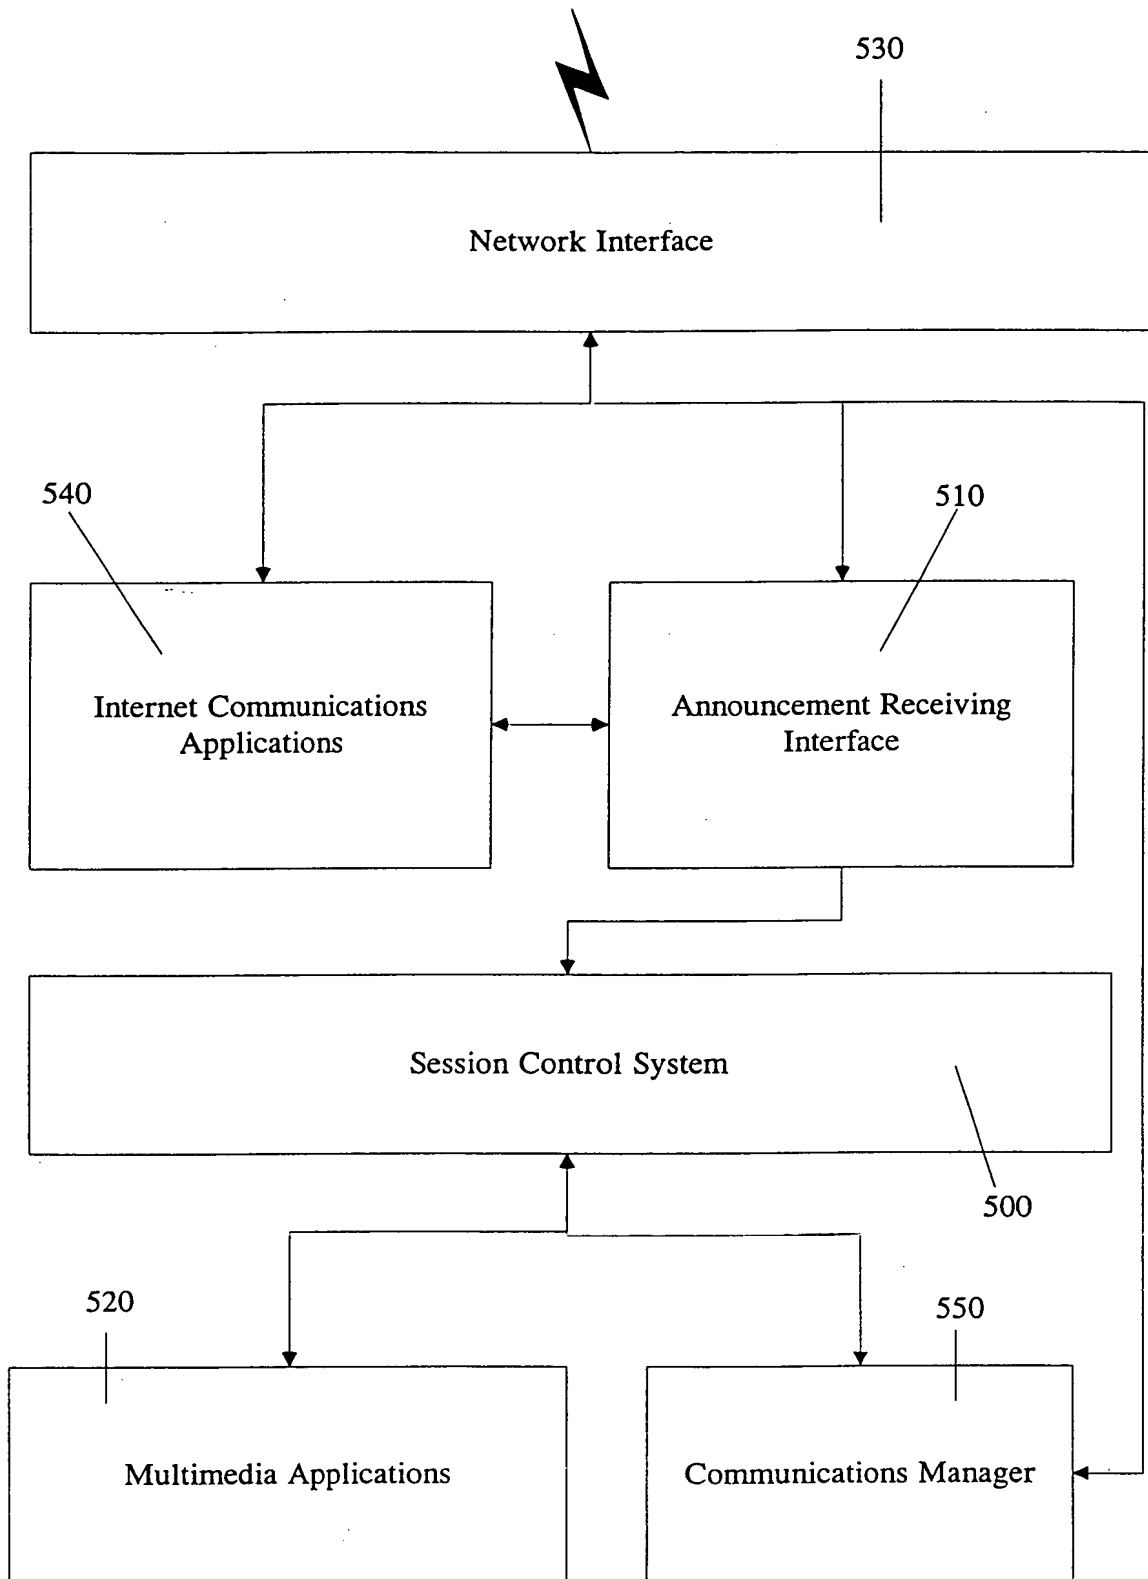 530
Network Interface
540
510
Internet Communications
Applications
Announcement Receiving
Interface
Session Control System
500
520
550
Multimedia Applications
Communications Manager